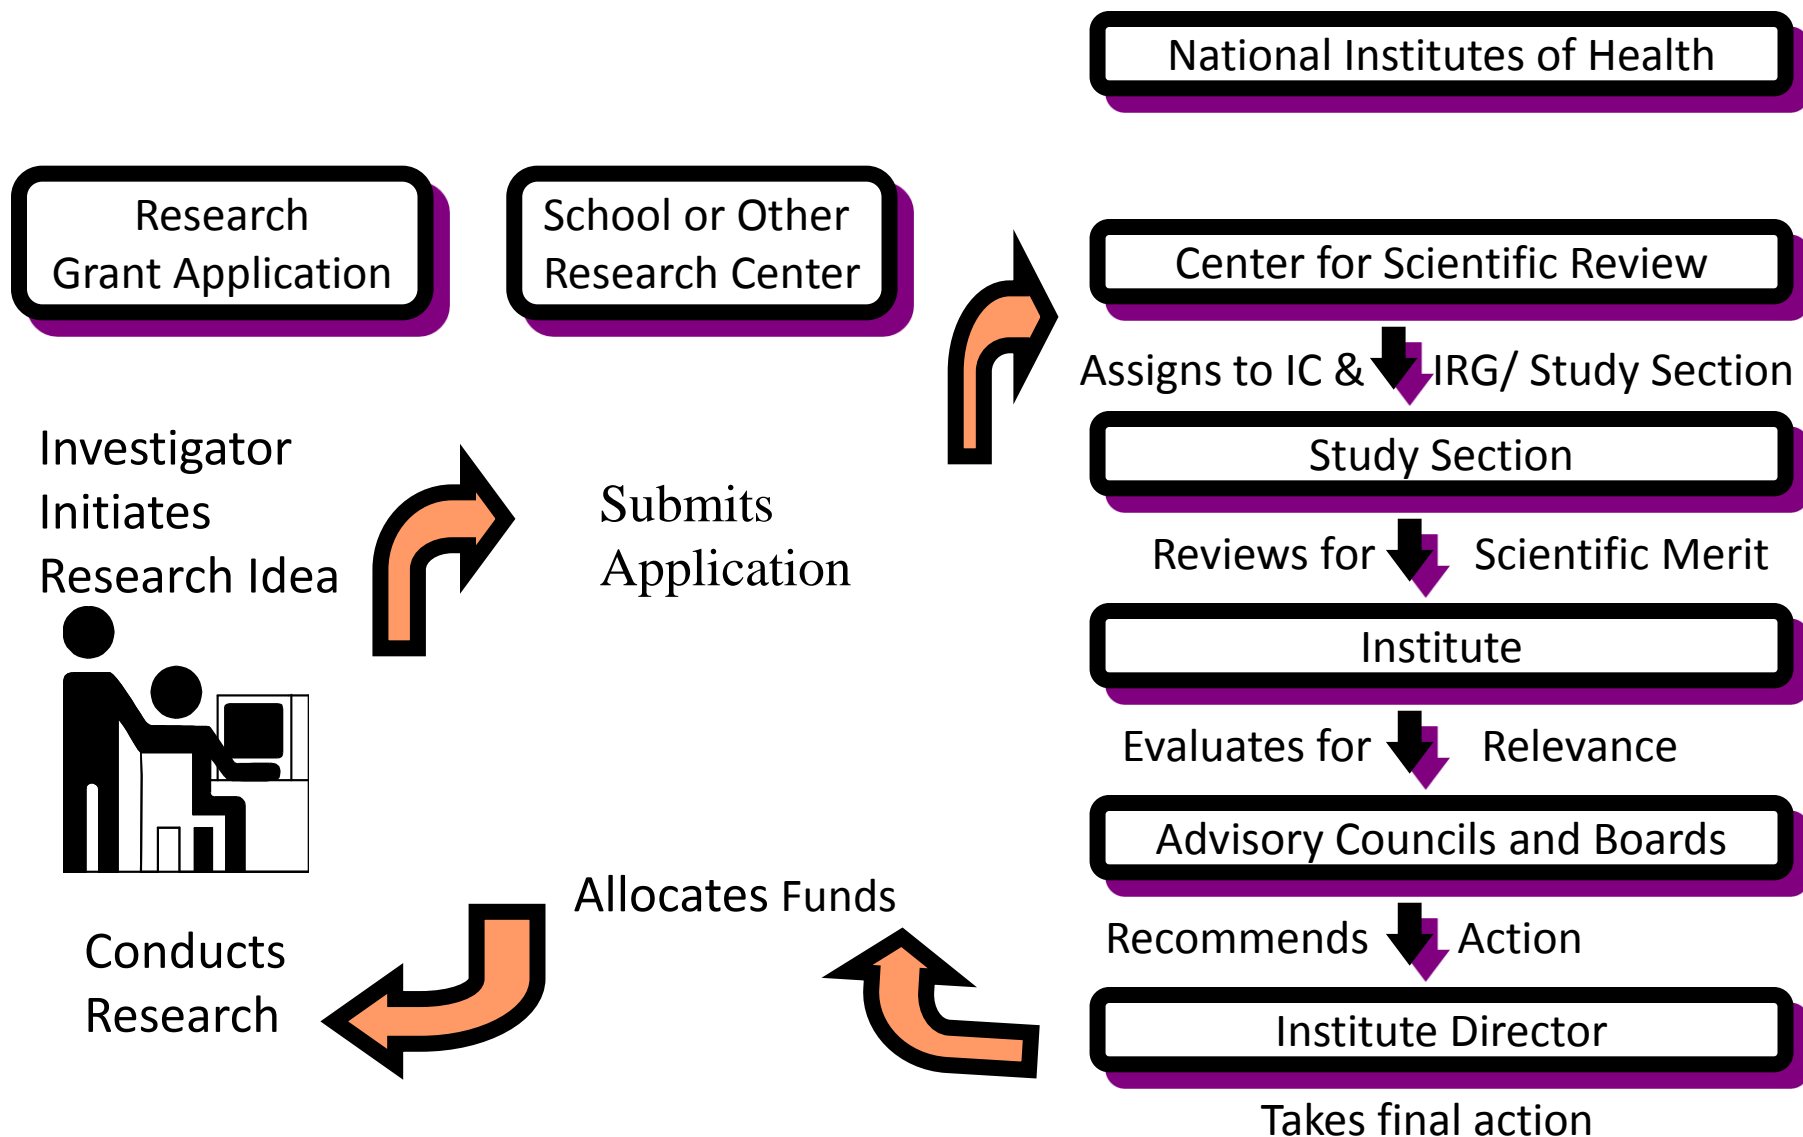 National Institutes of Health
Research
Grant Application
School or Other
Research Center
Center for Scientific Review
Assigns to IC & IRG/ Study Section
Study Section
Investigator
Initiates
Research Idea
Submits
Application
Reviews for Scientific Merit
Institute
Evaluates for Relevance
Advisory Councils and Boards
Allocates Funds
Recommends Action
Conducts
Research
Institute Director
Takes final action